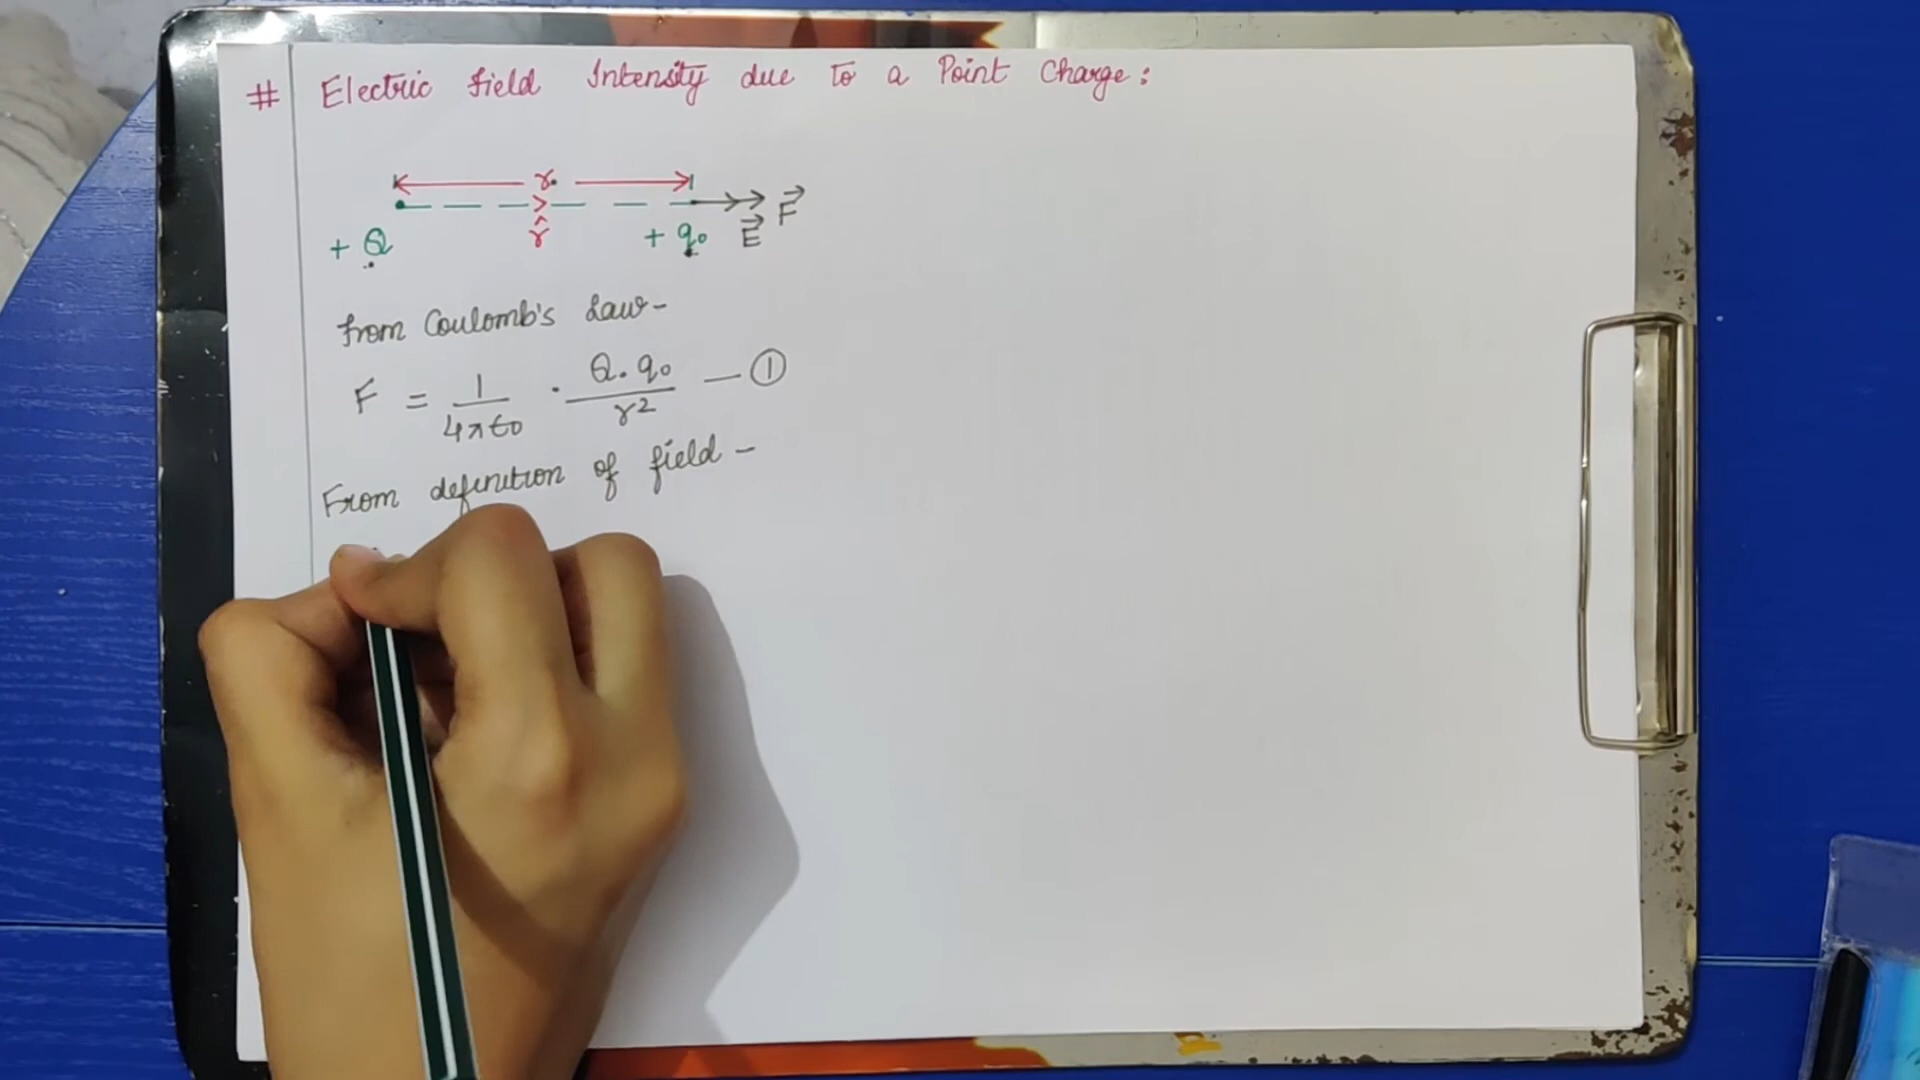 # Electric field Intensity due to a Point Charge:
r
F⃗
r̂
+ Q
+ q₀
E⃗
from Coulomb's Law-
F = 1/4πϵ₀ · Q.q₀/r² — ①
From definition of field -